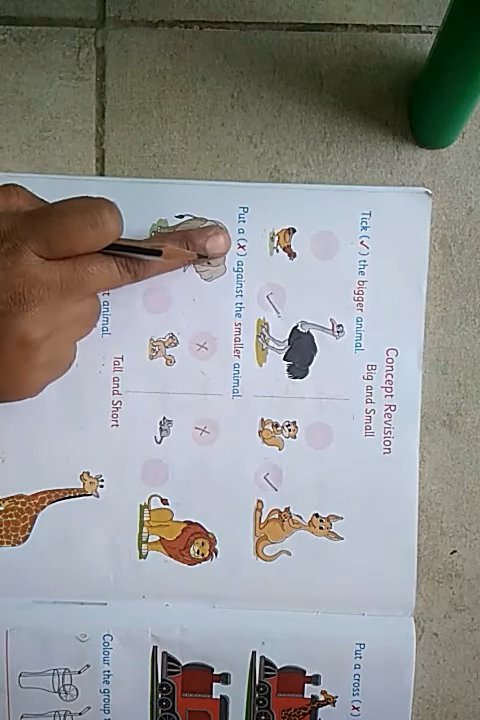 Concept Revision
Big and Small
Tick (✓) the bigger animal.
Put a (✗) against the smaller animal.
Tall and Short
animal.
Put a cross (✗)
Colour the group